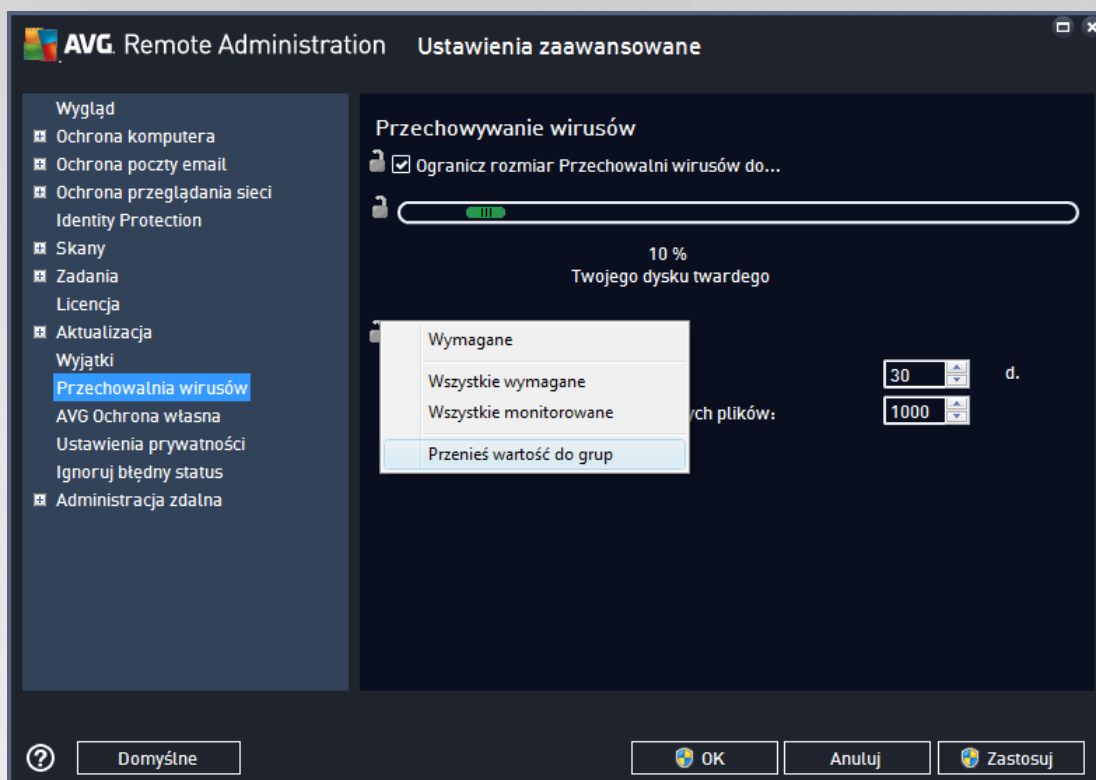 AVG. Remote Administration Ustawienia zaawansowane
Wygląd
Ochrona komputera
Ochrona poczty email
Ochrona przeglądania sieci
Identity Protection
Skany
Zadania
Licencja
Aktualizacja
Wyjątki
Przechowalnia wirusów
AVG Ochrona własna
Ustawienia prywatności
Ignoruj błędny status
Administracja zdalna
Przechowywanie wirusów
Ogranicz rozmiar Przechowalni wirusów do...
10 %
Twojego dysku twardego
Wymagane
Wszystkie wymagane
Wszystkie monitorowane
Przenieś wartość do grup
30 d.
ych plików: 1000
Domyślne
OK
Anuluj
Zastosuj